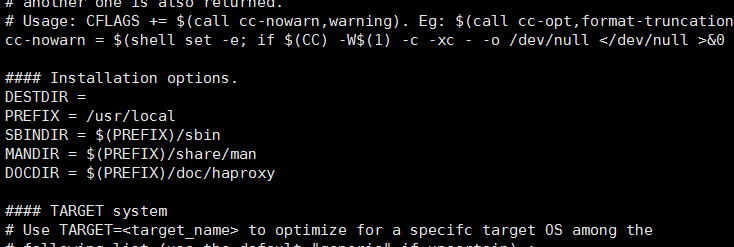 # another one is also returned.
# Usage: CFLAGS += $(call cc-nowarn,warning). Eg: $(call cc-opt,format-truncation
cc-nowarn = $(shell set -e; if $(CC) -W$(1) -c -xc - -o /dev/null </dev/null >&0
#### Installation options.
DESTDIR =
PREFIX = /usr/local
SBINDIR = $(PREFIX)/sbin
MANDIR = $(PREFIX)/share/man
DOCDIR = $(PREFIX)/doc/haproxy
#### TARGET system
# Use TARGET=<target_name> to optimize for a specifc target OS among the
# following list (use the default "generic" if uncertain) :